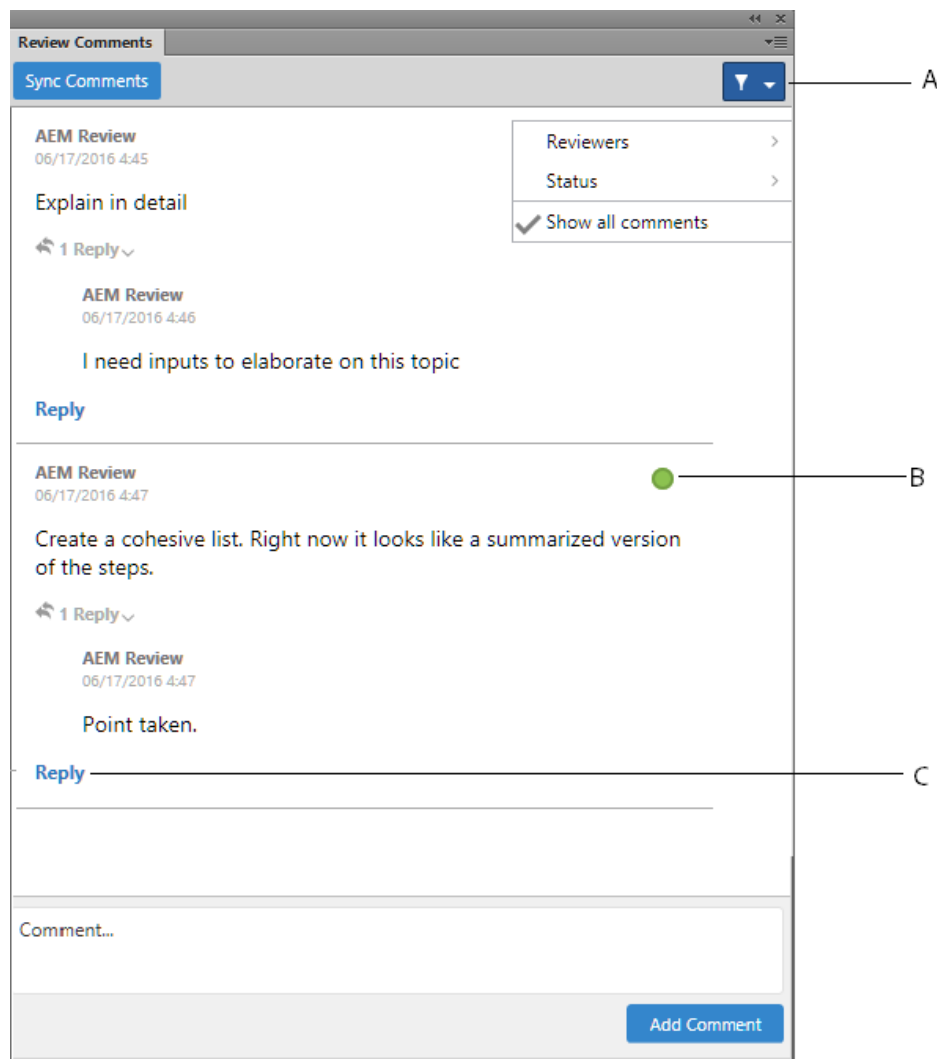 Review Comments
Sync Comments
A
AEM Review
06/17/2016 4:45
Explain in detail
1 Reply
Reviewers
Status
Show all comments
AEM Review
06/17/2016 4:46
I need inputs to elaborate on this topic
Reply
AEM Review
06/17/2016 4:47
B
Create a cohesive list. Right now it looks like a summarized version
of the steps.
1 Reply
AEM Review
06/17/2016 4:47
Point taken.
Reply
C
Comment...
Add Comment